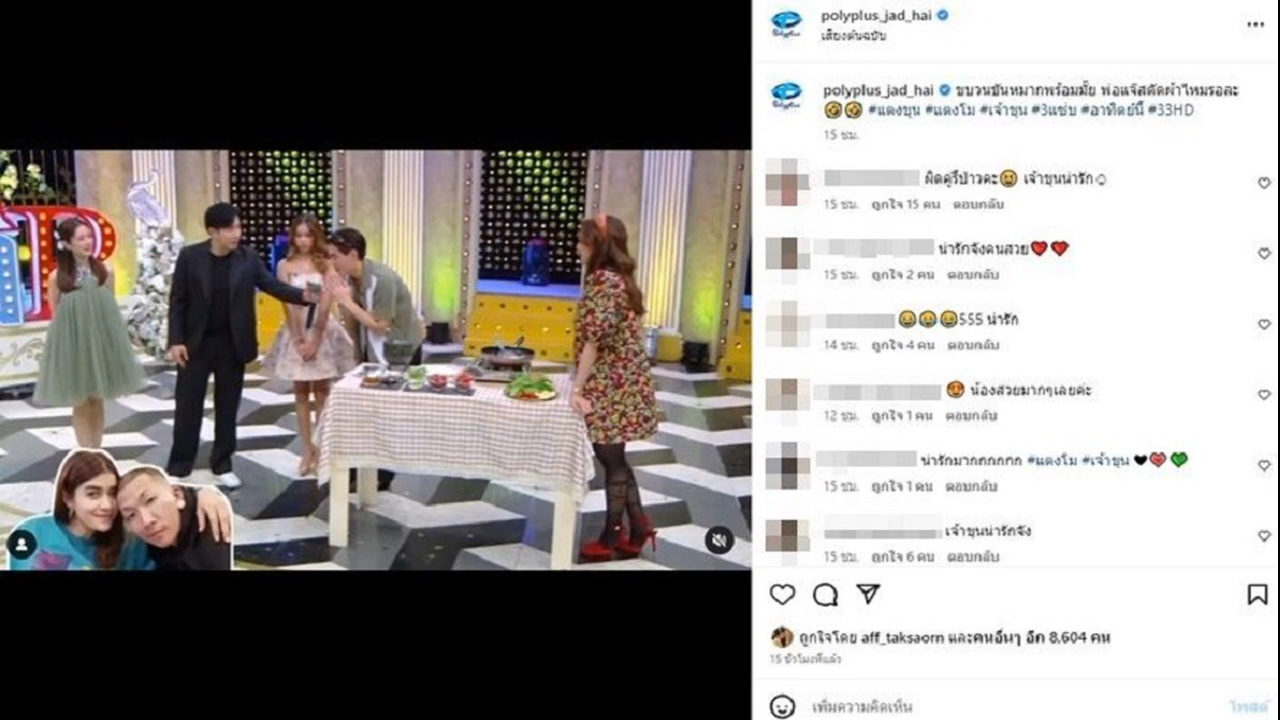 polyplus_jad_hai
เสียงต้นฉบับ
polyplus_jad_hai ขบวนขันหมากพร้อมมั้ย พ่อแจ๊สตัดผ้าไหมรอละ
🤣🤣 #แตงขุน #แตงโม #เจ้าขุน #3แซ่บ #อาทิตย์นี้ #33HD
15 ชม.
ผิดคู่รึป่าวคะ😆 เจ้าขุนน่ารัก☺
15 ชม. ถูกใจ 15 คน ตอบกลับ
น่ารักจังคนสวย❤️❤️
15 ชม. ถูกใจ 2 คน ตอบกลับ
😂😂😂555 น่ารัก
14 ชม. ถูกใจ 4 คน ตอบกลับ
😍 น้องสวยมากๆเลยค่ะ
12 ชม. ถูกใจ 1 คน ตอบกลับ
น่ารักมากกกกกก #แตงโม #เจ้าขุน 🖤💖💚
15 ชม. ถูกใจ 1 คน ตอบกลับ
เจ้าขุนน่ารักจัง
15 ชม. ถูกใจ 6 คน ตอบกลับ
ถูกใจโดย aff_taksaorn และคนอื่นๆ อีก 8,604 คน
15 ชั่วโมงที่แล้ว
เพิ่มความคิดเห็น
โพสต์